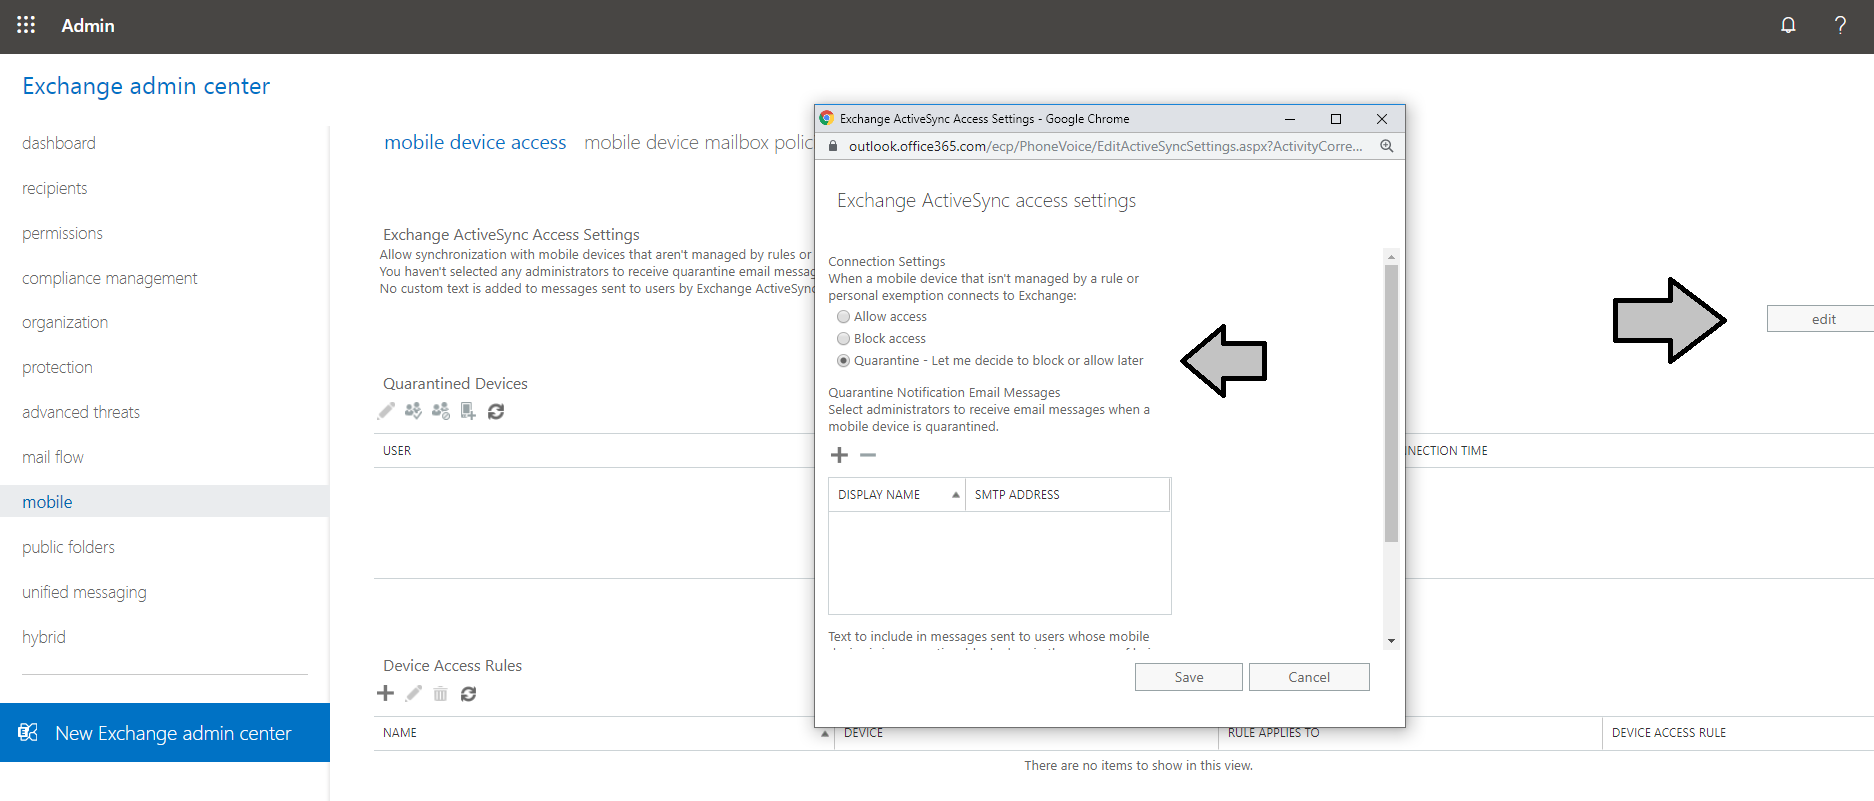 Admin
?
Exchange admin center
dashboard
recipients
permissions
compliance management
organization
protection
advanced threats
mail flow
mobile
public folders
unified messaging
hybrid
New Exchange admin center
mobile device access mobile device mailbox polic
Exchange ActiveSync Access Settings
Allow synchronization with mobile devices that aren't managed by rules or
You haven't selected any administrators to receive quarantine email messag
No custom text is added to messages sent to users by Exchange ActiveSync
edit
Quarantined Devices
USER
NNECTION TIME
Device Access Rules
NAME DEVICE RULE APPLIES TO DEVICE ACCESS RULE
There are no items to show in this view.
Exchange ActiveSync Access Settings - Google Chrome
outlook.office365.com/ecp/PhoneVoice/EditActiveSyncSettings.aspx?ActivityCorre...
Exchange ActiveSync access settings
Connection Settings
When a mobile device that isn't managed by a rule or
personal exemption connects to Exchange:
Allow access
Block access
Quarantine - Let me decide to block or allow later
Quarantine Notification Email Messages
Select administrators to receive email messages when a
mobile device is quarantined.
DISPLAY NAME SMTP ADDRESS
Text to include in messages sent to users whose mobile
Save Cancel